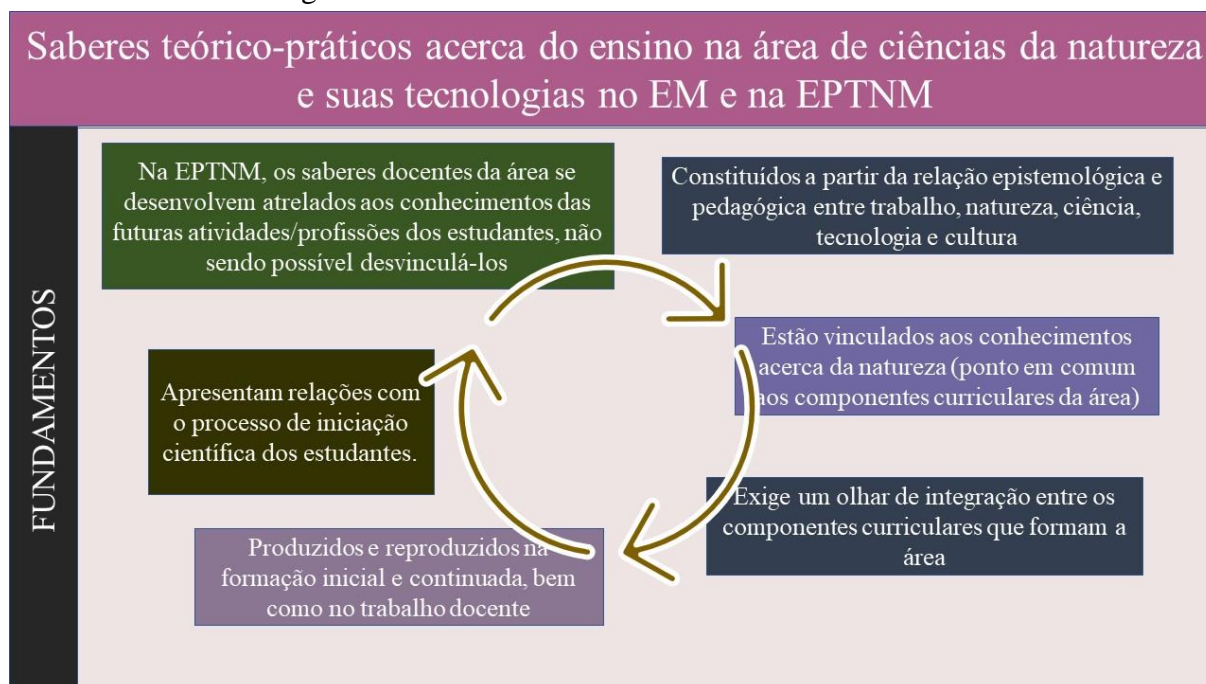 Saberes teórico-práticos acerca do ensino na área de ciências da natureza
e suas tecnologias no EM e na EPTNM
FUNDAMENTOS
Na EPTNM, os saberes docentes da área se
desenvolvem atrelados aos conhecimentos das
futuras atividades/profissões dos estudantes, não
sendo possível desvinculá-los
Constituídos a partir da relação epistemológica e
pedagógica entre trabalho, natureza, ciência,
tecnologia e cultura
Estão vinculados aos conhecimentos
acerca da natureza (ponto em comum
aos componentes curriculares da área)
Exige um olhar de integração entre os
componentes curriculares que formam a
área
Produzidos e reproduzidos na
formação inicial e continuada, bem
como no trabalho docente
Apresentam relações com
o processo de iniciação
científica dos estudantes.